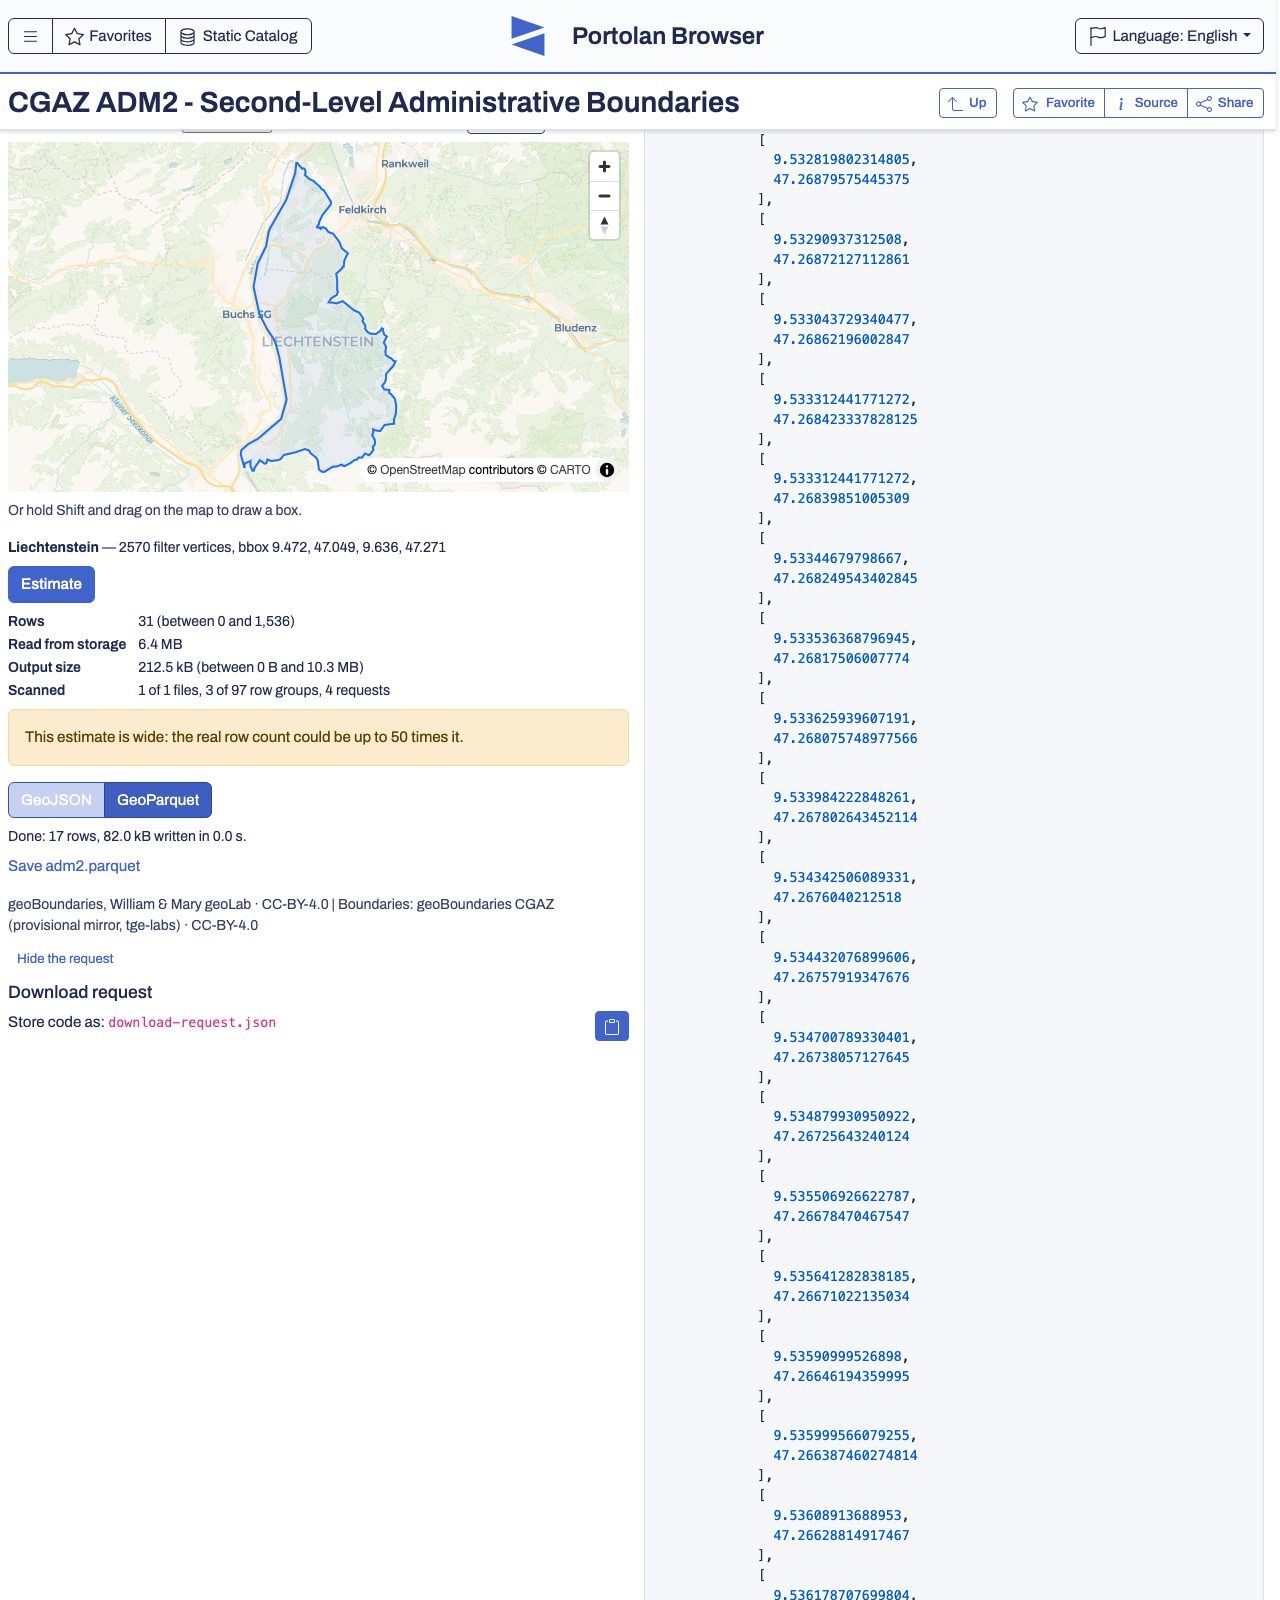 Favorites
Static Catalog
Portolan Browser
Language: English
CGAZ ADM2 - Second-Level Administrative Boundaries
Up
Favorite
Source
Share
Rankweil
Feldkirch
Buchs SG
Bludenz
LIECHTENSTEIN
© OpenStreetMap contributors © CARTO
Or hold Shift and drag on the map to draw a box.
Liechtenstein — 2570 filter vertices, bbox 9.472, 47.049, 9.636, 47.271
Estimate
Rows 31 (between 0 and 1,536)
Read from storage 6.4 MB
Output size 212.5 kB (between 0 B and 10.3 MB)
Scanned 1 of 1 files, 3 of 97 row groups, 4 requests
This estimate is wide: the real row count could be up to 50 times it.
GeoJSON
GeoParquet
Done: 17 rows, 82.0 kB written in 0.0 s.
Save adm2.parquet
geoBoundaries, William & Mary geoLab · CC-BY-4.0 | Boundaries: geoBoundaries CGAZ
(provisional mirror, tge-labs) · CC-BY-4.0
Hide the request
Download request
Store code as: download-request.json
[
9.532819802314805,
47.26879575445375
],
[
9.53290937312508,
47.26872127112861
],
[
9.533043729340477,
47.26862196002847
],
[
9.533312441771272,
47.268423337828125
],
[
9.533312441771272,
47.26839851005309
],
[
9.53344679798667,
47.268249543402845
],
[
9.533536368796945,
47.26817506007774
],
[
9.533625939607191,
47.268075748977566
],
[
9.533984222848261,
47.267802643452114
],
[
9.534342506089331,
47.2676040212518
],
[
9.534432076899606,
47.26757919347676
],
[
9.534700789330401,
47.26738057127645
],
[
9.534879930950922,
47.26725643240124
],
[
9.535506926622787,
47.26678470467547
],
[
9.535641282838185,
47.26671022135034
],
[
9.53590999526898,
47.26646194359995
],
[
9.535999566079255,
47.266387460274814
],
[
9.53608913688953,
47.26628814917467
],
[
9.536178707699804,